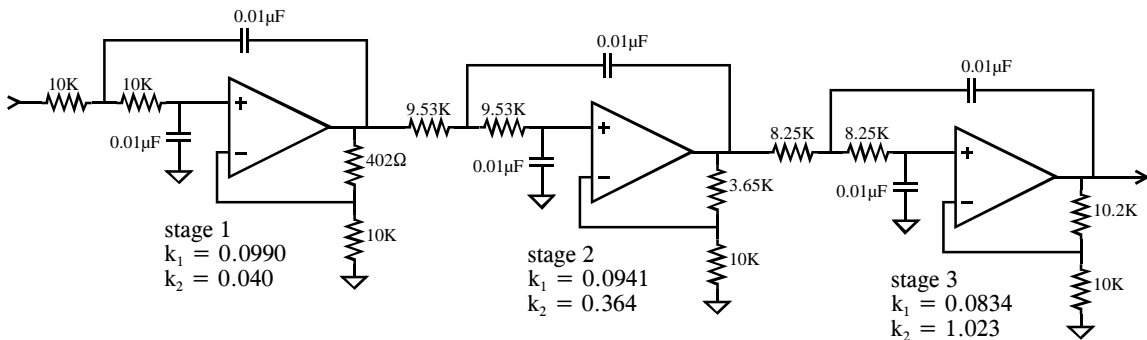 0.01µF
10K
10K
0.01µF
402Ω
10K
stage 1
k1 = 0.0990
k2 = 0.040
0.01µF
9.53K
9.53K
0.01µF
3.65K
10K
stage 2
k1 = 0.0941
k2 = 0.364
0.01µF
8.25K
8.25K
0.01µF
10.2K
10K
stage 3
k1 = 0.0834
k2 = 1.023